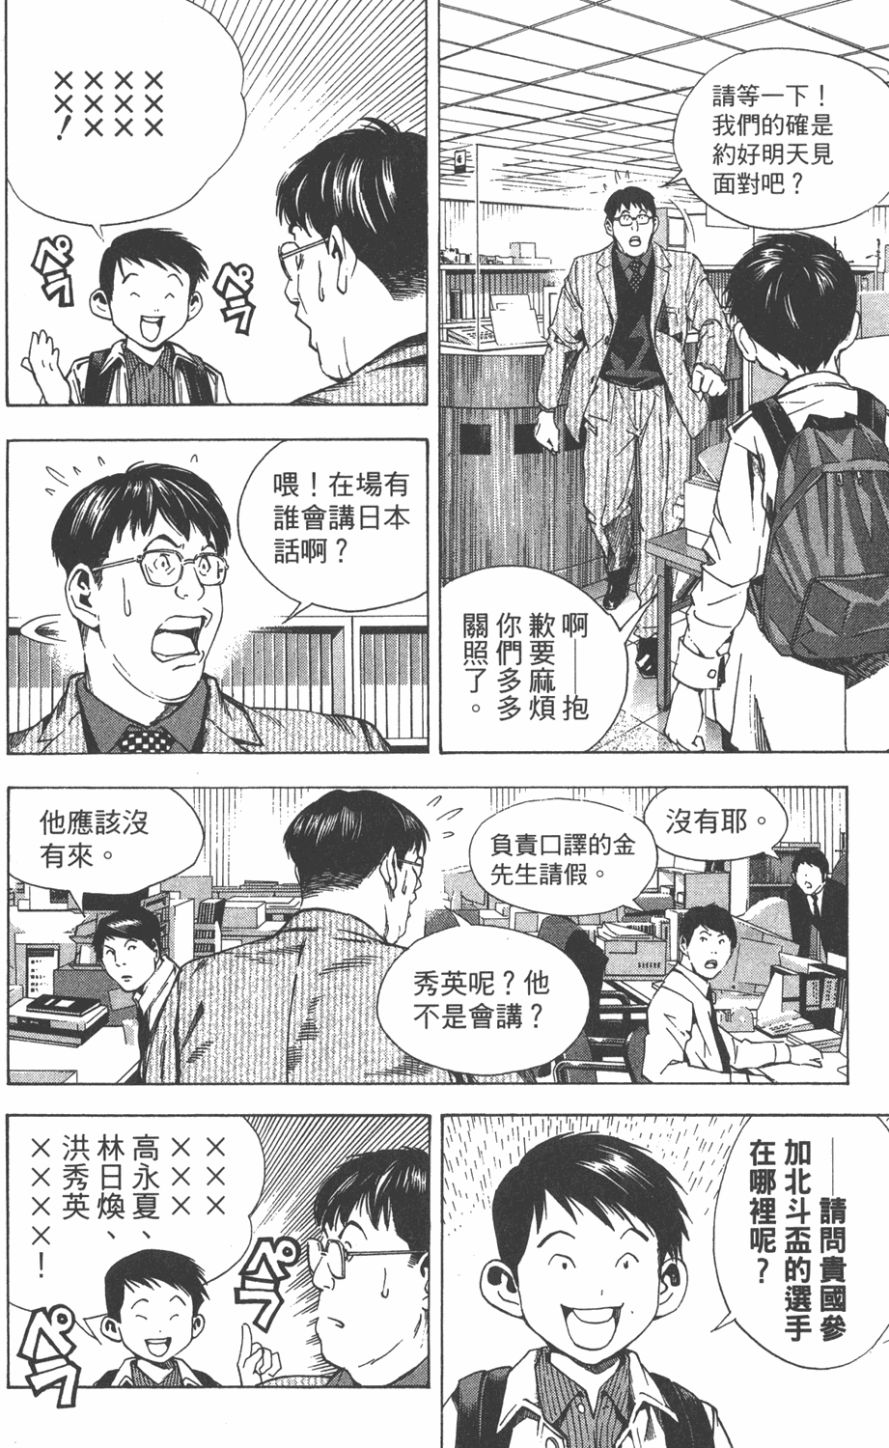 請等一下！
我們的確是
約好明天見
面對吧？
啊──抱
歉要麻煩
你們多多
關照了。
××××
××××
！×××
ペラ
ペラ
喂！在場有
誰會講日本
話啊？
沒有耶。
負責口譯的金
先生請假。
秀英呢？他
不是會講？
他應該沒
有來。
──請問貴國參
加北斗盃的選手
在哪裡呢？
×××
×××
高永夏、
林日煥、
洪秀英
××××！
ペラ
ペラ